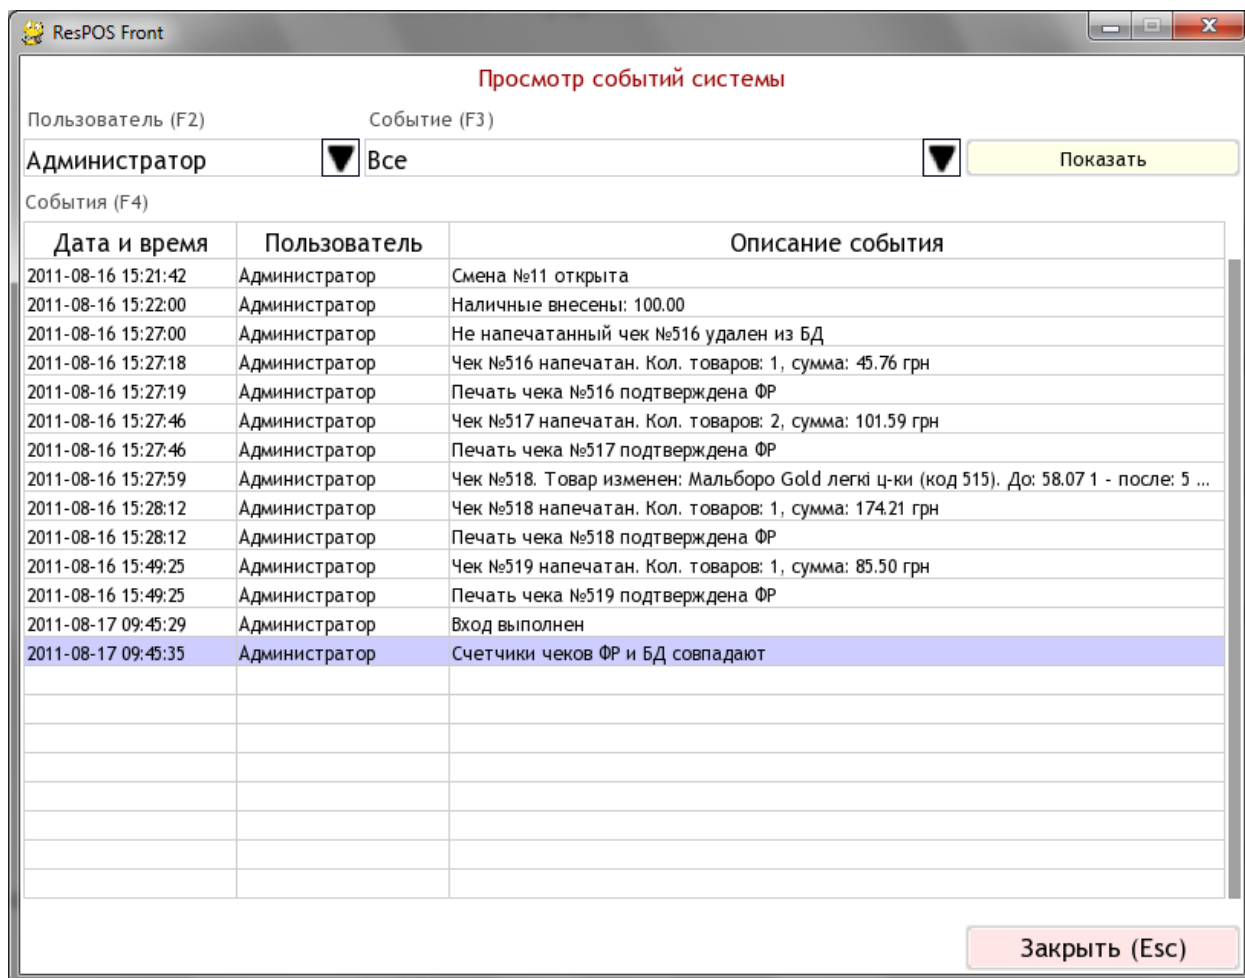 ResPOS Front
Просмотр событий системы
Пользователь (F2) Событие (F3)
Администратор Все Показать
События (F4)
Дата и время Пользователь Описание события
2011-08-16 15:21:42 Администратор Смена №11 открыта
2011-08-16 15:22:00 Администратор Наличные внесены: 100.00
2011-08-16 15:27:00 Администратор Не напечатанный чек №516 удален из БД
2011-08-16 15:27:18 Администратор Чек №516 напечатан. Кол. товаров: 1, сумма: 45.76 грн
2011-08-16 15:27:19 Администратор Печать чека №516 подтверждена ФР
2011-08-16 15:27:46 Администратор Чек №517 напечатан. Кол. товаров: 2, сумма: 101.59 грн
2011-08-16 15:27:46 Администратор Печать чека №517 подтверждена ФР
2011-08-16 15:27:59 Администратор Чек №518. Товар изменен: Мальборо Gold легкі ц-ки (код 515). До: 58.07 1 - после: 5 ...
2011-08-16 15:28:12 Администратор Чек №518 напечатан. Кол. товаров: 1, сумма: 174.21 грн
2011-08-16 15:28:12 Администратор Печать чека №518 подтверждена ФР
2011-08-16 15:49:25 Администратор Чек №519 напечатан. Кол. товаров: 1, сумма: 85.50 грн
2011-08-16 15:49:25 Администратор Печать чека №519 подтверждена ФР
2011-08-17 09:45:29 Администратор Вход выполнен
2011-08-17 09:45:35 Администратор Счетчики чеков ФР и БД совпадают
Закрыть (Esc)